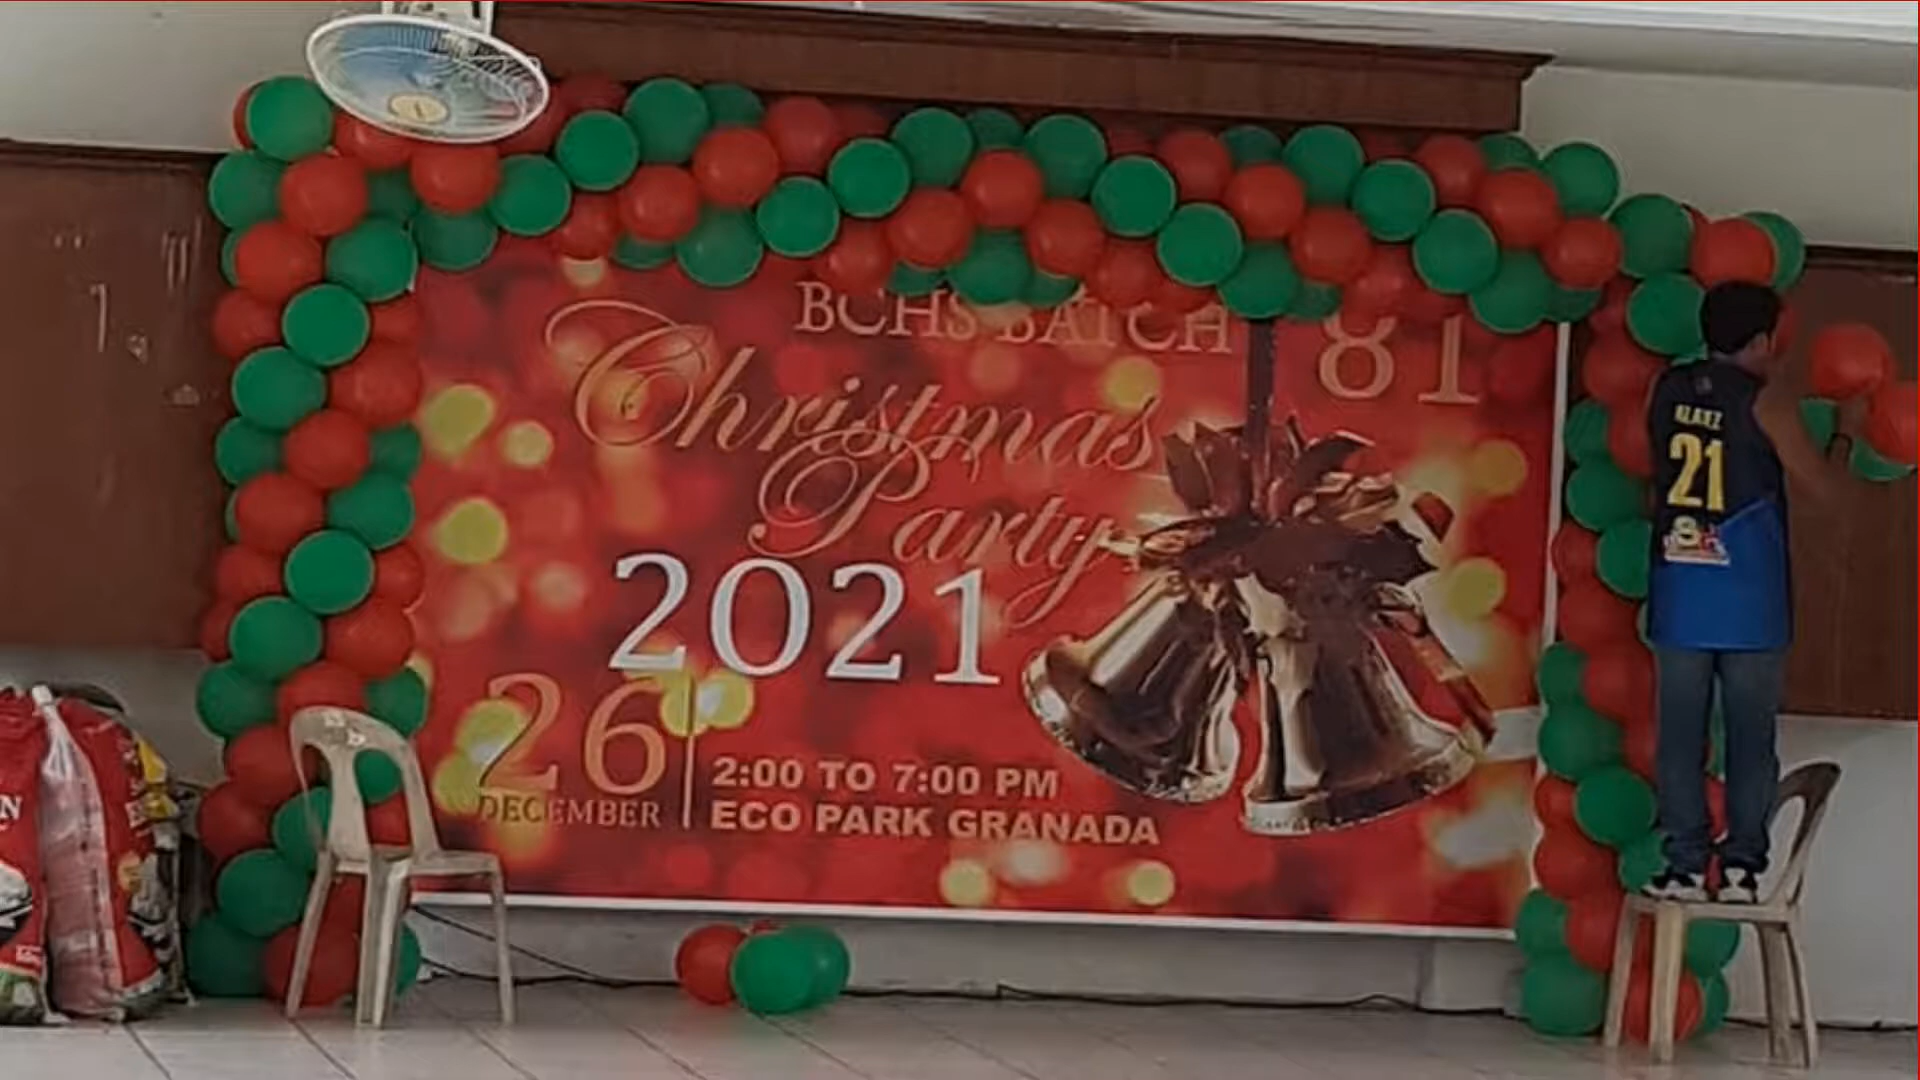 BCHS BATCH 81
Christmas
Party
2021
26
DECEMBER
2:00 TO 7:00 PM
ECO PARK GRANADA
21